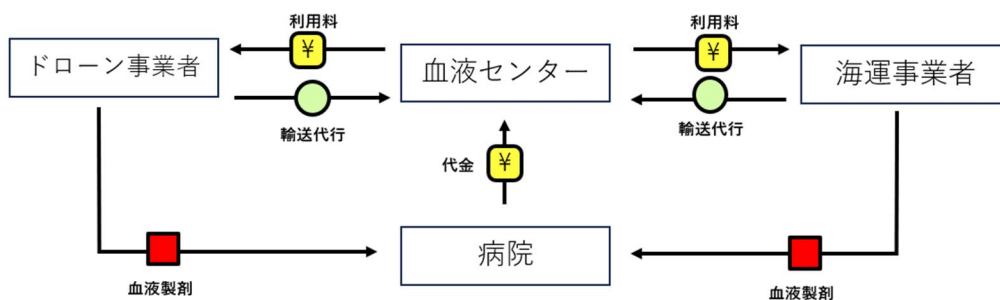 利用料
¥
利用料
¥
ドローン事業者
血液センター
海運事業者
輸送代行
輸送代行
代金
¥
病院
血液製剤
血液製剤